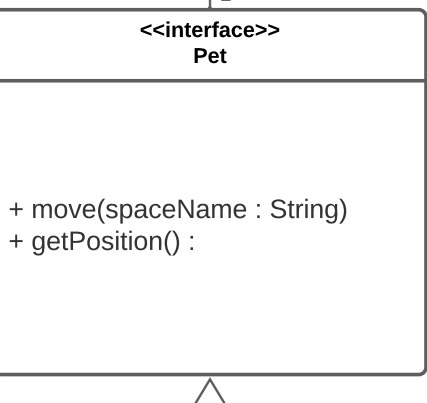 <<interface>>
Pet
+ move(spaceName : String)
+ getPosition() :